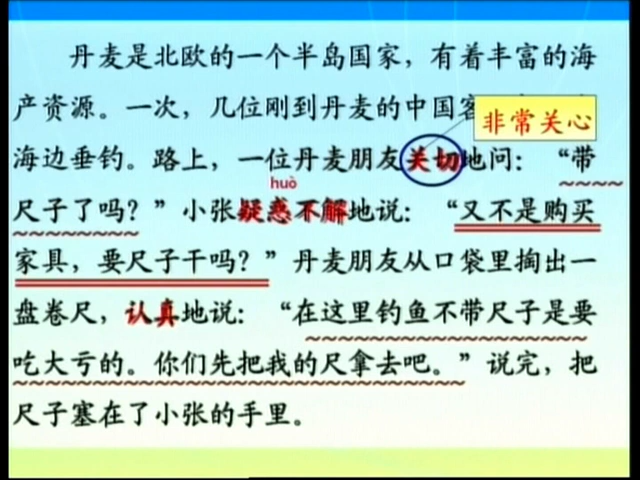 丹麦是北欧的一个半岛国家，有着丰富的海
产资源。一次，几位刚到丹麦的中国客
非常关心
海边垂钓。路上，一位丹麦朋友关切地问：“带
huò
尺子了吗？”小张疑惑不解地说：“又不是购买
家具，要尺子干吗？”丹麦朋友从口袋里掏出一
盘卷尺，认真地说：“在这里钓鱼不带尺子是要
吃大亏的。你们先把我的尺拿去吧。”说完，把
尺子塞在了小张的手里。